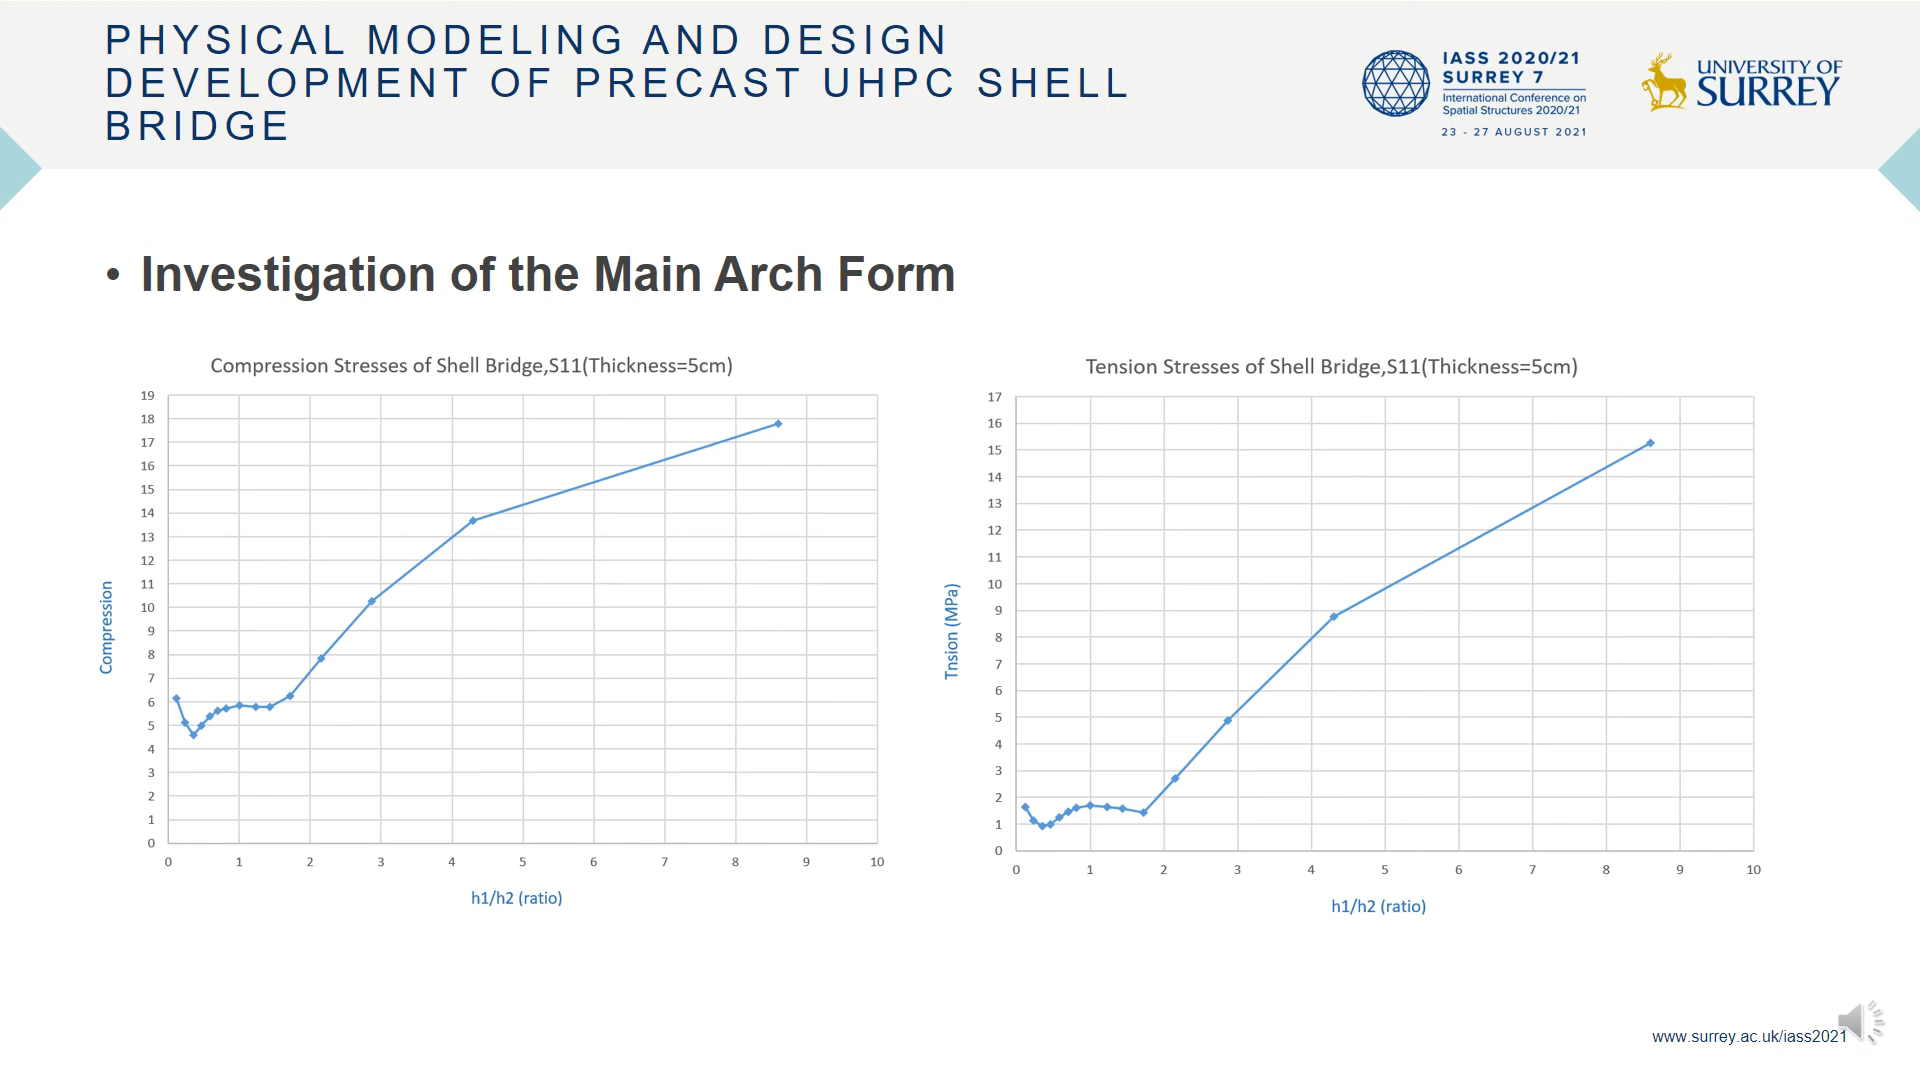 PHYSICAL MODELING AND DESIGN
DEVELOPMENT OF PRECAST UHPC SHELL
BRIDGE
IASS 2020/21
SURREY 7
International Conference on
Spatial Structures 2020/21
23 - 27 AUGUST 2021
UNIVERSITY OF
SURREY
• Investigation of the Main Arch Form
Compression Stresses of Shell Bridge,S11(Thickness=5cm)
19
18
17
16
15
14
13
12
11
10
9
8
7
6
5
4
3
2
1
0
Compression
0 1 2 3 4 5 6 7 8 9 10
h1/h2 (ratio)
Tension Stresses of Shell Bridge,S11(Thickness=5cm)
17
16
15
14
13
12
11
10
9
8
7
6
5
4
3
2
1
0
Tnsion (MPa)
0 1 2 3 4 5 6 7 8 9 10
h1/h2 (ratio)
www.surrey.ac.uk/iass2021